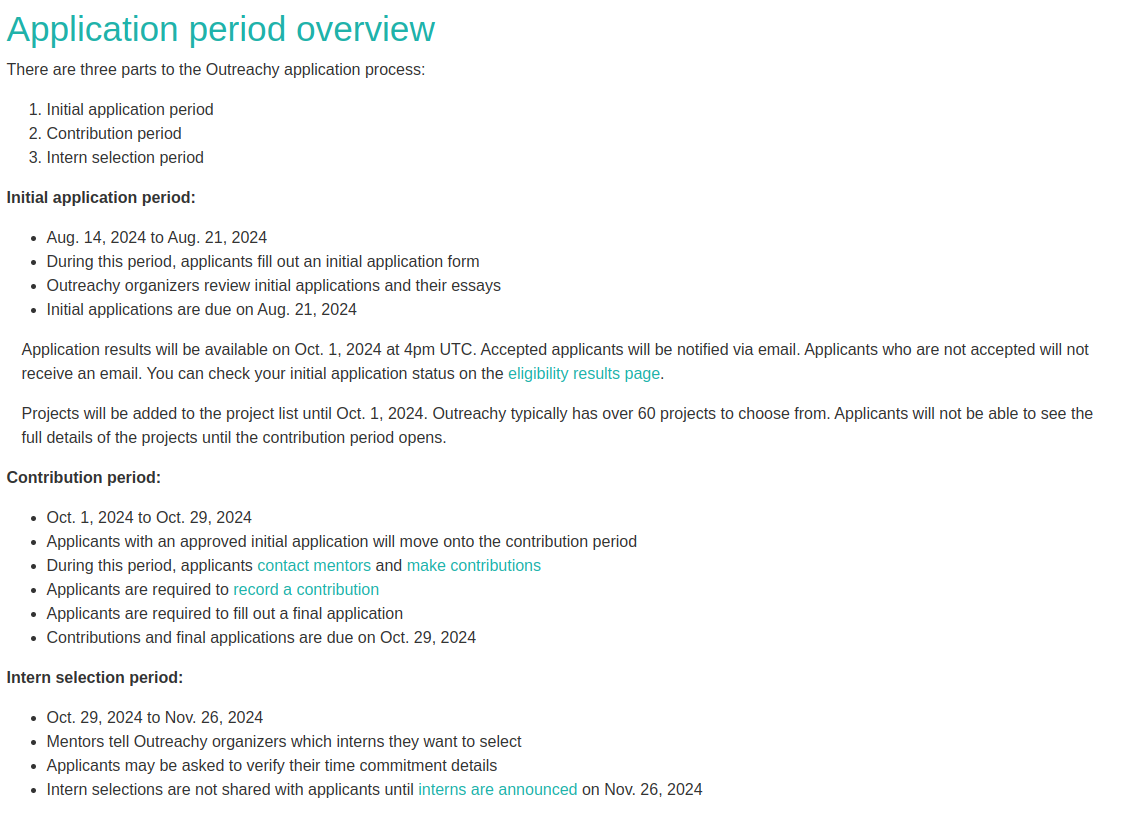 Application period overview
There are three parts to the Outreachy application process:
1. Initial application period
2. Contribution period
3. Intern selection period
Initial application period:
• Aug. 14, 2024 to Aug. 21, 2024
• During this period, applicants fill out an initial application form
• Outreachy organizers review initial applications and their essays
• Initial applications are due on Aug. 21, 2024
Application results will be available on Oct. 1, 2024 at 4pm UTC. Accepted applicants will be notified via email. Applicants who are not accepted will not
receive an email. You can check your initial application status on the eligibility results page.
Projects will be added to the project list until Oct. 1, 2024. Outreachy typically has over 60 projects to choose from. Applicants will not be able to see the
full details of the projects until the contribution period opens.
Contribution period:
• Oct. 1, 2024 to Oct. 29, 2024
• Applicants with an approved initial application will move onto the contribution period
• During this period, applicants contact mentors and make contributions
• Applicants are required to record a contribution
• Applicants are required to fill out a final application
• Contributions and final applications are due on Oct. 29, 2024
Intern selection period:
• Oct. 29, 2024 to Nov. 26, 2024
• Mentors tell Outreachy organizers which interns they want to select
• Applicants may be asked to verify their time commitment details
• Intern selections are not shared with applicants until interns are announced on Nov. 26, 2024